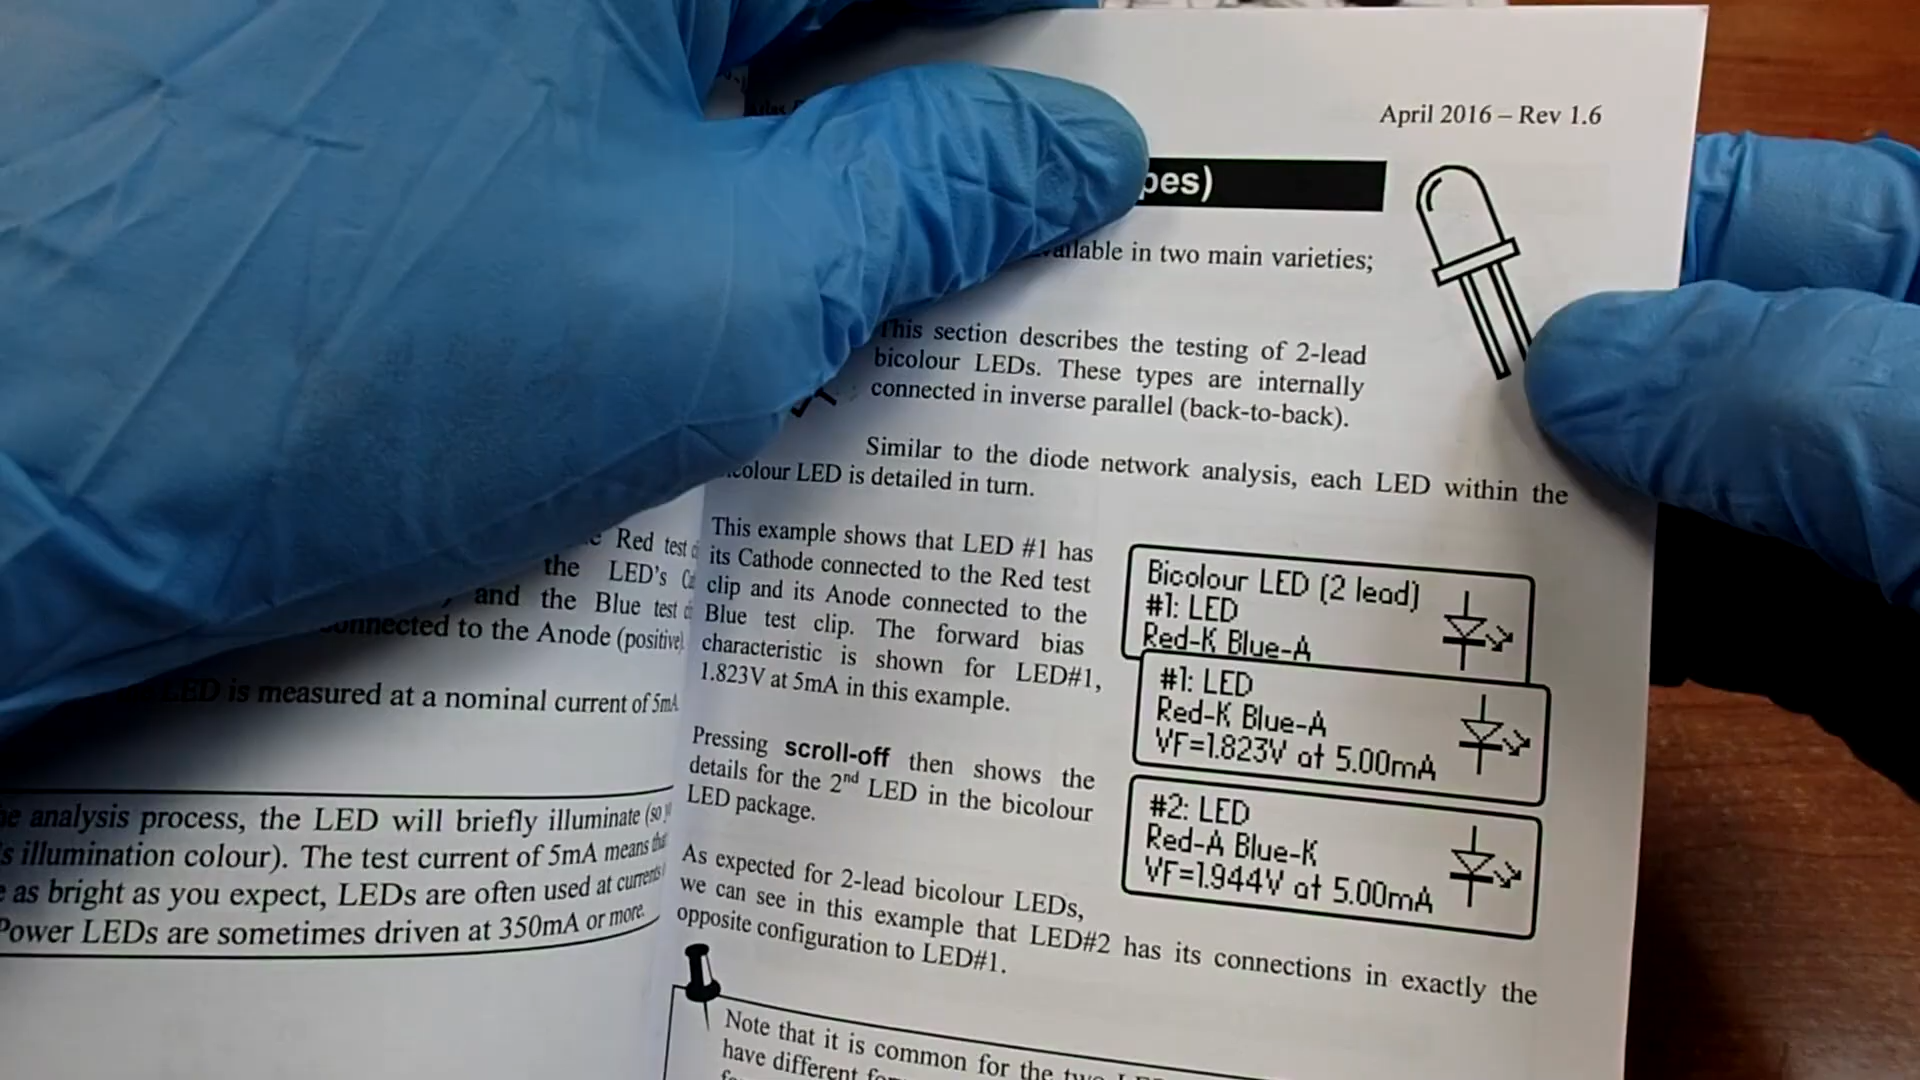 Red test
the LED's
and the Blue test
connected to the Anode (positive)
LED is measured at a nominal current of 5mA
analysis process, the LED will briefly illuminate (so
illumination colour). The test current of 5mA means
as bright as you expect, LEDs are often used at currents
Power LEDs are sometimes driven at 350mA or more.
April 2016 – Rev 1.6
pes)
in two main varieties;
This section describes the testing of 2-lead
bicolour LEDs. These types are internally
connected in inverse parallel (back-to-back).
Similar to the diode network analysis, each LED within the
colour LED is detailed in turn.
This example shows that LED #1 has
its Cathode connected to the Red test
clip and its Anode connected to the
Blue test clip. The forward bias
characteristic is shown for LED#1,
1.823V at 5mA in this example.
Bicolour LED (2 lead)
#1: LED
Red-K Blue-A
#1: LED
Red-K Blue-A
VF=1.823V at 5.00mA
Pressing scroll-off then shows the
details for the 2nd LED in the bicolour
LED package.
#2: LED
Red-A Blue-K
VF=1.944V at 5.00mA
As expected for 2-lead bicolour LEDs,
we can see in this example that LED#2 has its connections in exactly the
opposite configuration to LED#1.
Note that it is common for the two
have different